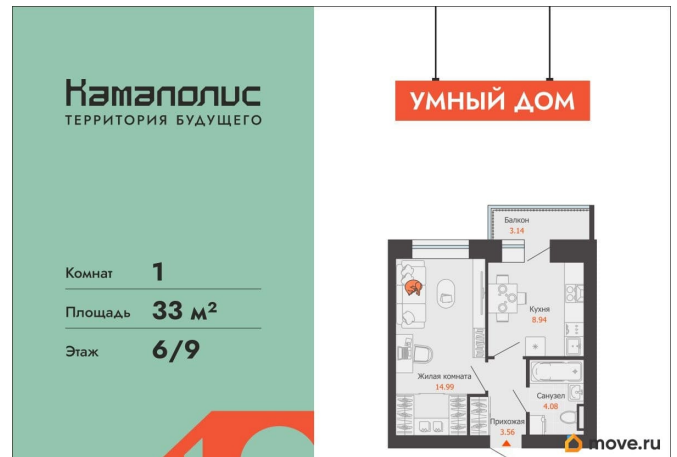 Камаполис
ТЕРРИТОРИЯ БУДУЩЕГО
Комнат 1
Площадь 33 м²
Этаж 6/9
УМНЫЙ ДОМ
Балкон
3.14
Кухня
8.94
Жилая комната
14.99
Санузел
4.08
Прихожая
3.56
move.ru